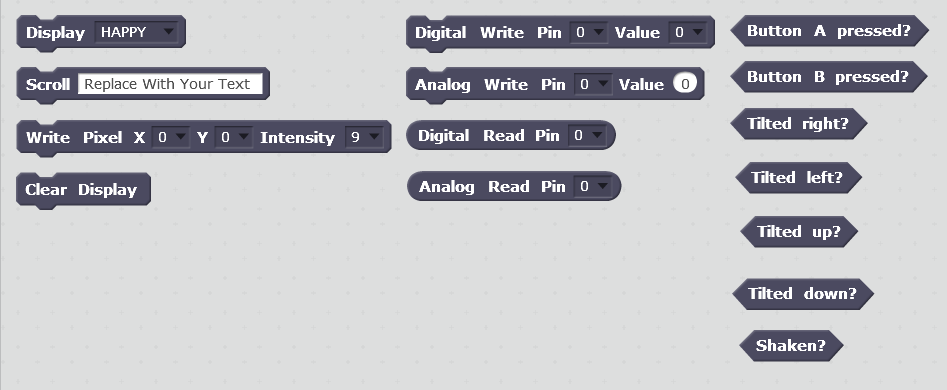 Display HAPPY
Scroll Replace With Your Text
Write Pixel X 0 Y 0 Intensity 9
Clear Display
Digital Write Pin 0 Value 0
Analog Write Pin 0 Value 0
Digital Read Pin 0
Analog Read Pin 0
Button A pressed?
Button B pressed?
Tilted right?
Tilted left?
Tilted up?
Tilted down?
Shaken?